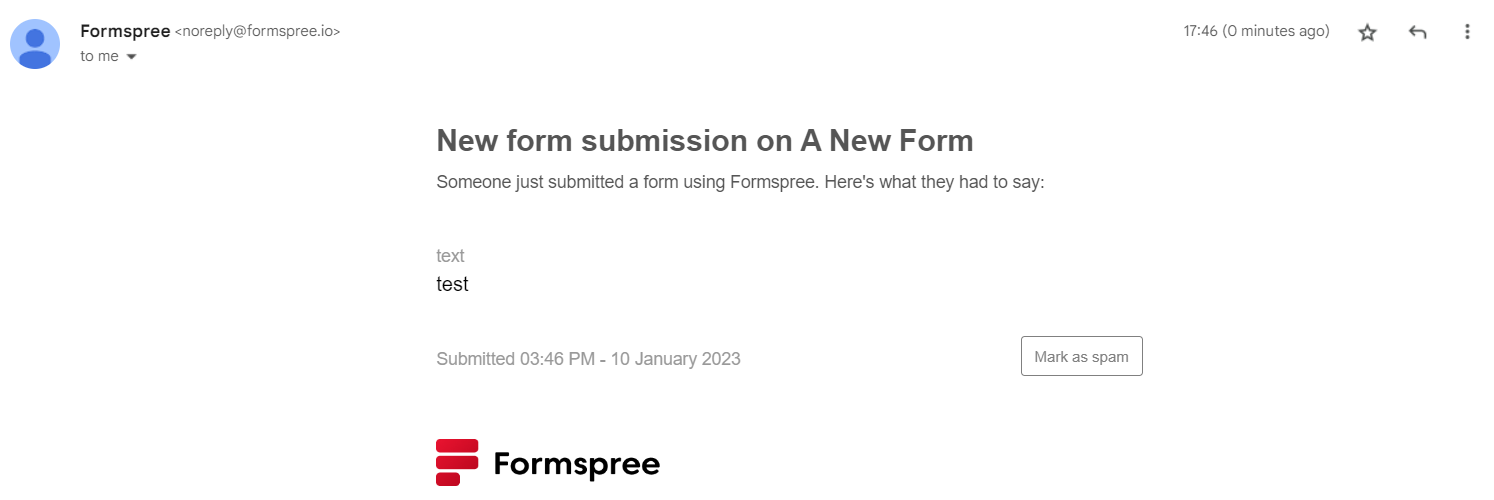 Formspree <noreply@formspree.io>
17:46 (0 minutes ago)
to me
New form submission on A New Form
Someone just submitted a form using Formspree. Here's what they had to say:
text
test
Submitted 03:46 PM - 10 January 2023
Mark as spam
Formspree